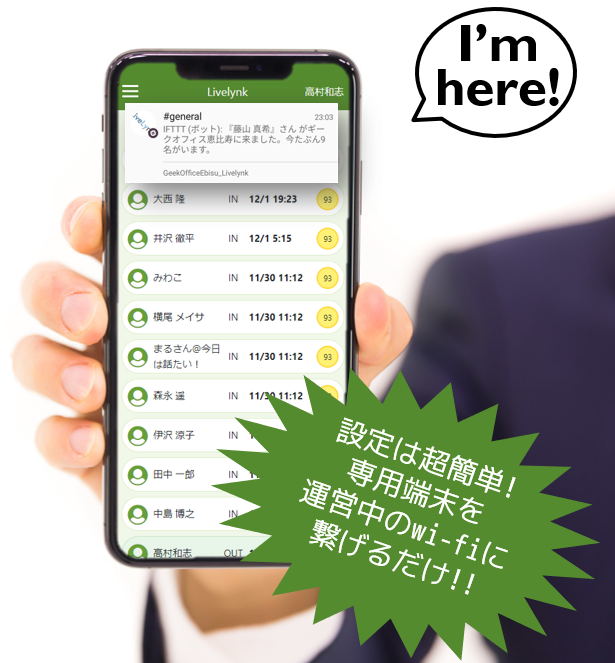 I'm
here!
Livelynk 高村和志
#general 23:03
IFTTT (ボット): 『藤山 真希』さん がギー
クオフィス恵比寿に来ました。今たぶん9
名がいます。
GeekOfficeEbisu_Livelynk
大西 隆 IN 12/1 19:23 93
井沢 徹平 IN 12/1 5:15 93
みわこ IN 11/30 11:12 93
横尾 メイサ IN 11/30 11:12 93
まるさん@今日
は話たい! IN 11/30 11:12 93
森永 遥 IN 11/30 11:12
伊沢 涼子 IN
田中 一郎 IN
中島 博之 IN
高村和志 OUT
設定は超簡単!
専用端末を
運営中のwi-fiに
繋げるだけ!!